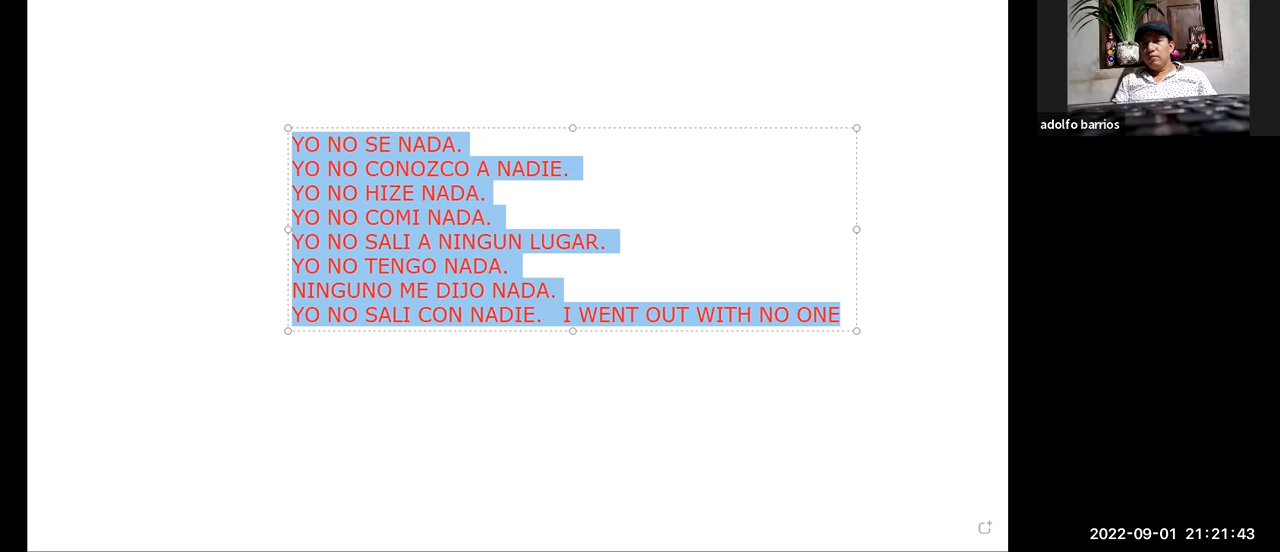 YO NO SE NADA.
YO NO CONOZCO A NADIE.
YO NO HIZE NADA.
YO NO COMI NADA.
YO NO SALI A NINGUN LUGAR.
YO NO TENGO NADA.
NINGUNO ME DIJO NADA.
YO NO SALI CON NADIE.   I WENT OUT WITH NO ONE
adolfo barrios
2022-09-01 21:21:43